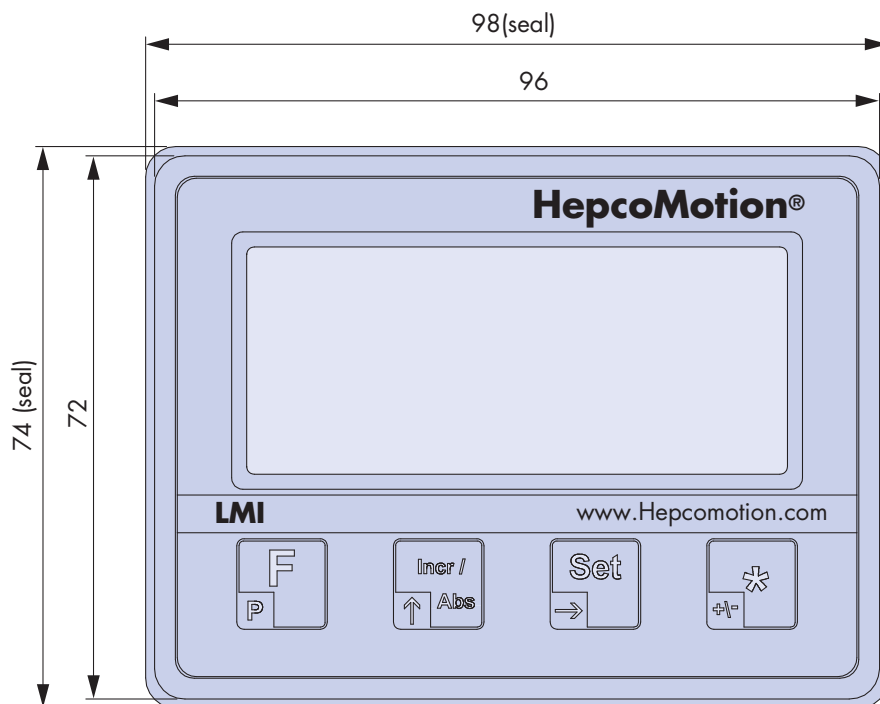 98(seal)
96
HepcoMotion®
74 (seal)
72
LMI
www.Hepcomotion.com
F
P
Incr /
Abs
↑
Set
→
*
+\-